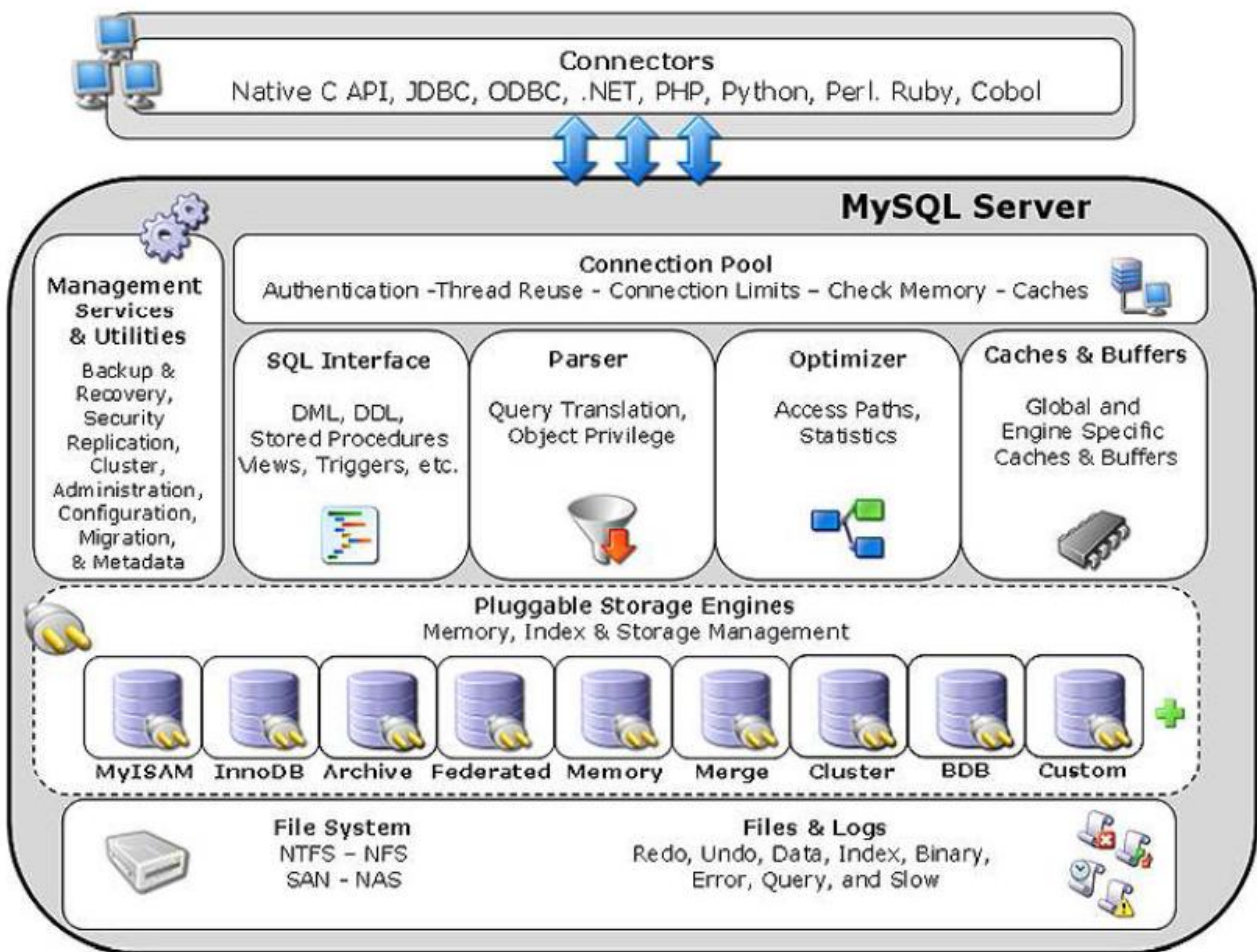 Connectors
Native C API, JDBC, ODBC, .NET, PHP, Python, Perl. Ruby, Cobol
MySQL Server
Management
Services
& Utilities
Backup &
Recovery,
Security
Replication,
Cluster,
Administration,
Configuration,
Migration,
& Metadata
Connection Pool
Authentication -Thread Reuse - Connection Limits – Check Memory - Caches
SQL Interface
DML, DDL,
Stored Procedures
Views, Triggers, etc.
Parser
Query Translation,
Object Privilege
Optimizer
Access Paths,
Statistics
Caches & Buffers
Global and
Engine Specific
Caches & Buffers
Pluggable Storage Engines
Memory, Index & Storage Management
MyISAM InnoDB Archive Federated Memory Merge Cluster BDB Custom
File System
NTFS – NFS
SAN - NAS
Files & Logs
Redo, Undo, Data, Index, Binary,
Error, Query, and Slow